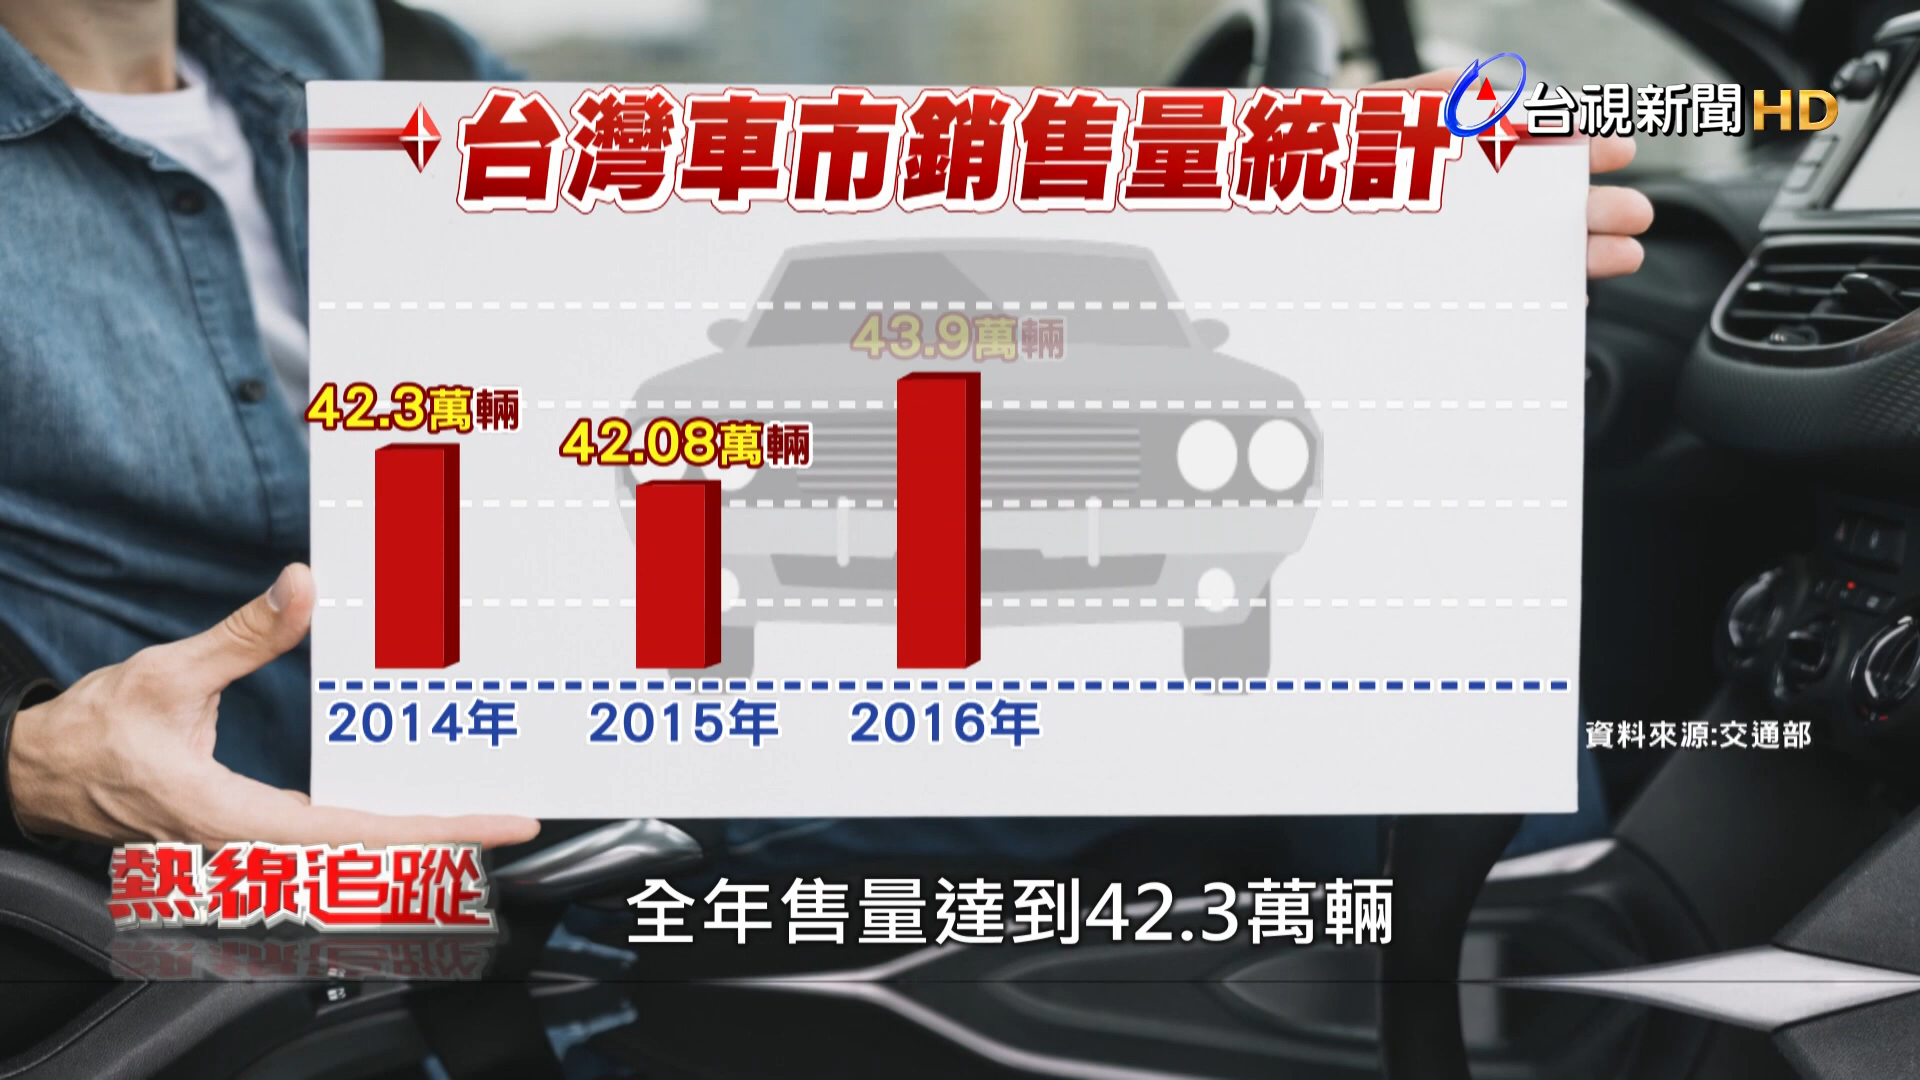 台灣車市銷售量統計
台視新聞HD
43.9萬輛
42.3萬輛
42.08萬輛
2014年
2015年
2016年
資料來源:交通部
熱線追蹤
全年售量達到42.3萬輛